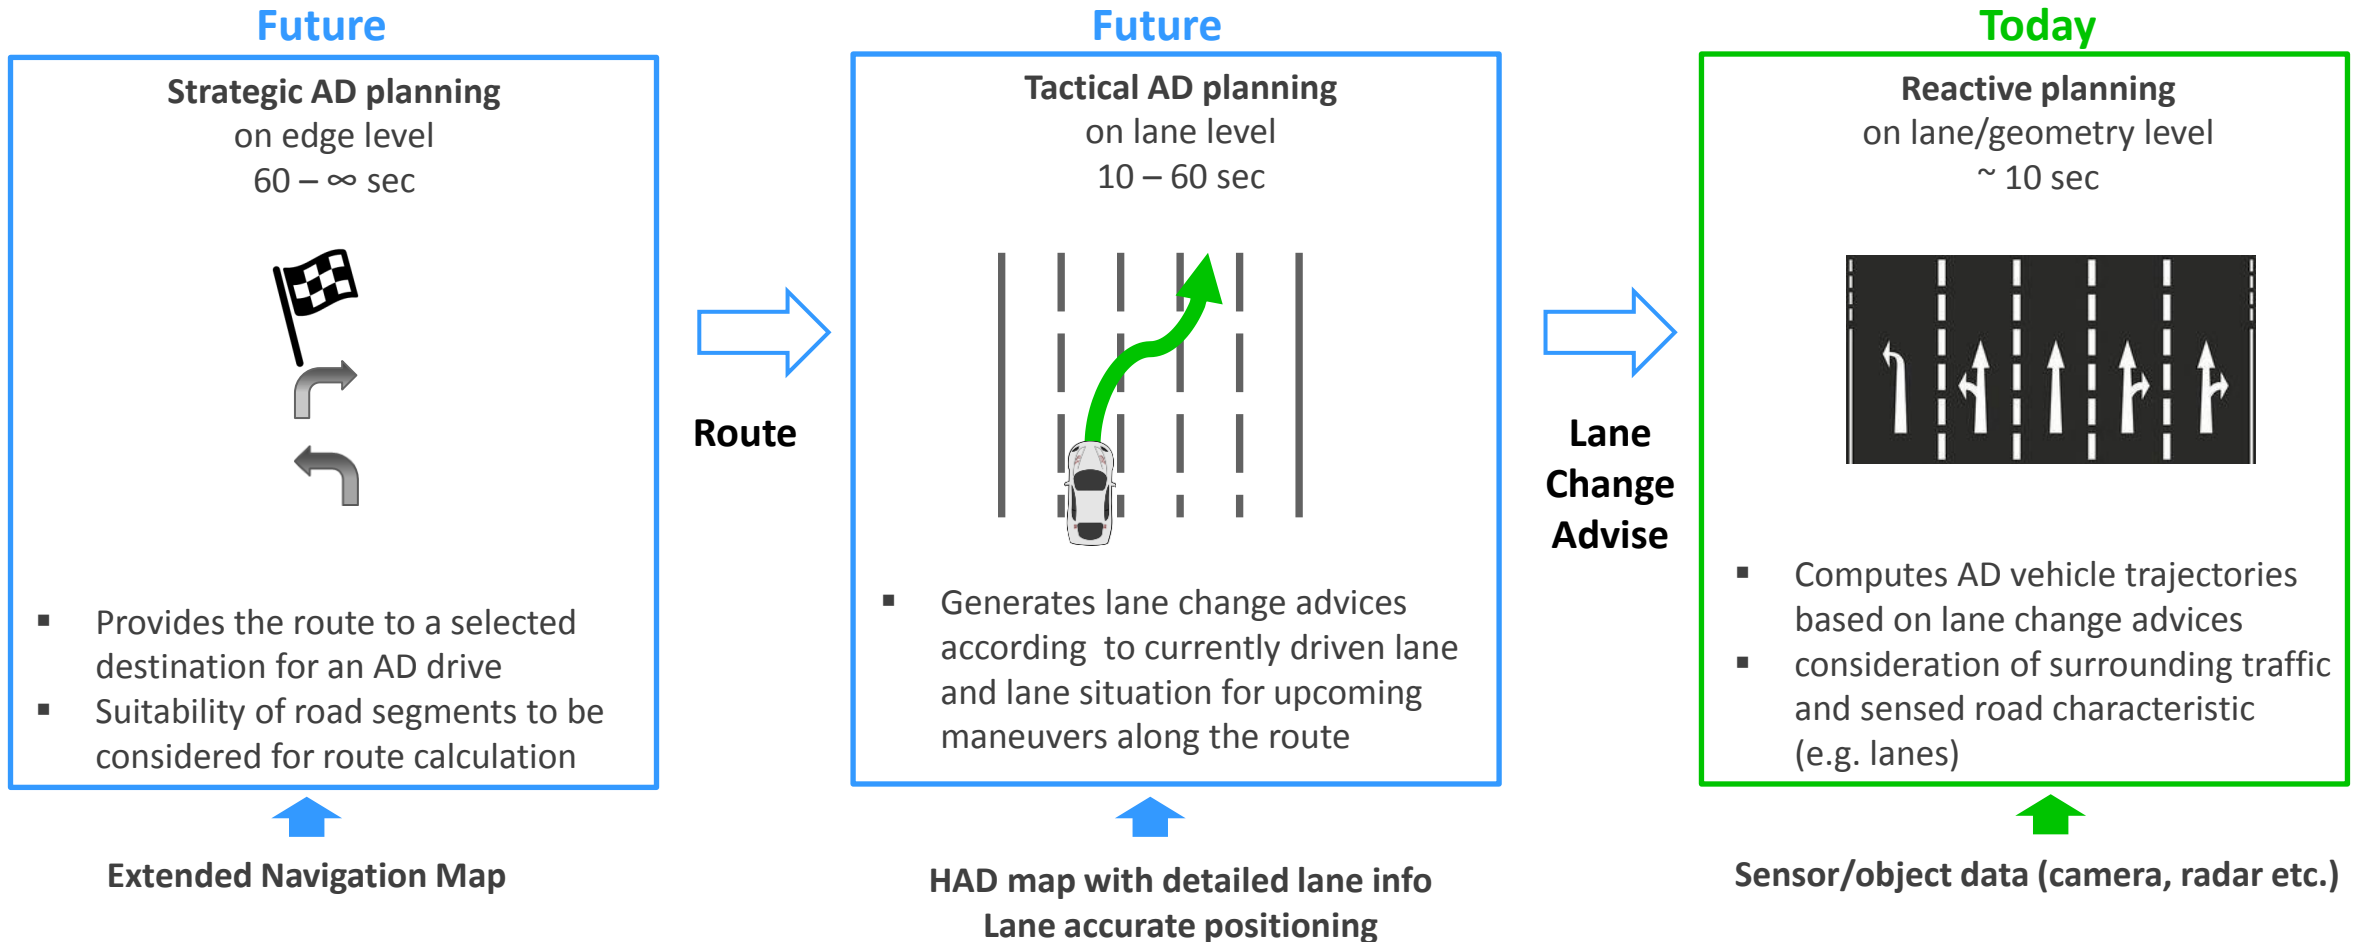 Future
Strategic AD planning
on edge level
60 – ∞ sec
▪ Provides the route to a selected
destination for an AD drive
▪ Suitability of road segments to be
considered for route calculation
Extended Navigation Map
Route
Future
Tactical AD planning
on lane level
10 – 60 sec
▪ Generates lane change advices
according  to currently driven lane
and lane situation for upcoming
maneuvers along the route
HAD map with detailed lane info
Lane accurate positioning
Lane
Change
Advise
Today
Reactive planning
on lane/geometry level
~ 10 sec
▪ Computes AD vehicle trajectories
based on lane change advices
▪ consideration of surrounding traffic
and sensed road characteristic
(e.g. lanes)
Sensor/object data (camera, radar etc.)